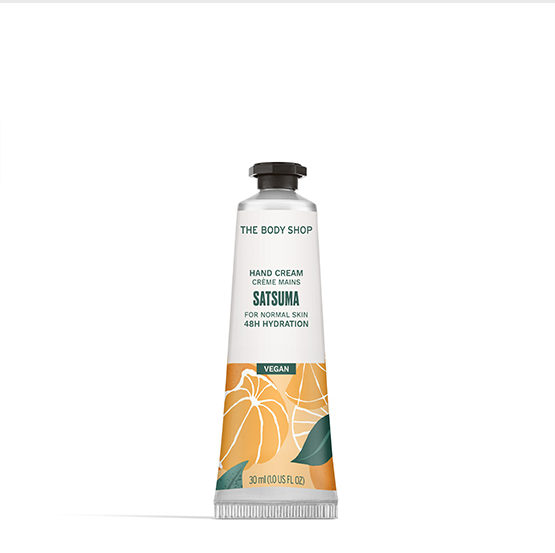 THE BODY SHOP
HAND CREAM
CRÈME MAINS
SATSUMA
FOR NORMAL SKIN
48H HYDRATION
VEGAN
30 ml (1.0 US FL OZ)